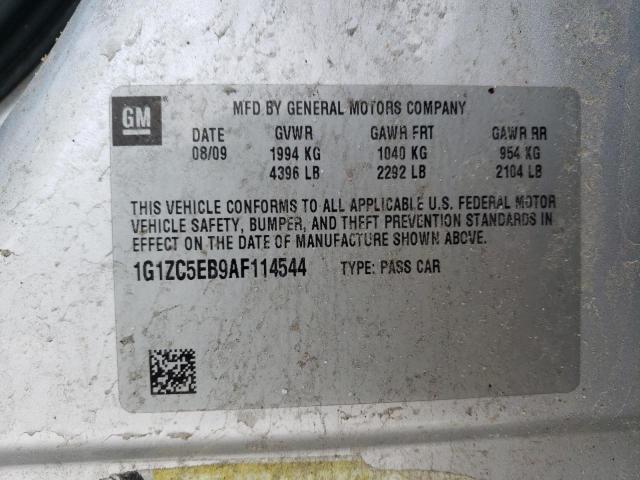 GM
MFD BY GENERAL MOTORS COMPANY
DATE GVWR GAWR FRT GAWR RR
08/09 1994 KG 1040 KG 954 KG
4396 LB 2292 LB 2104 LB
THIS VEHICLE CONFORMS TO ALL APPLICABLE U.S. FEDERAL MOTOR
VEHICLE SAFETY, BUMPER, AND THEFT PREVENTION STANDARDS IN
EFFECT ON THE DATE OF MANUFACTURE SHOWN ABOVE.
1G1ZC5EB9AF114544 TYPE: PASS CAR